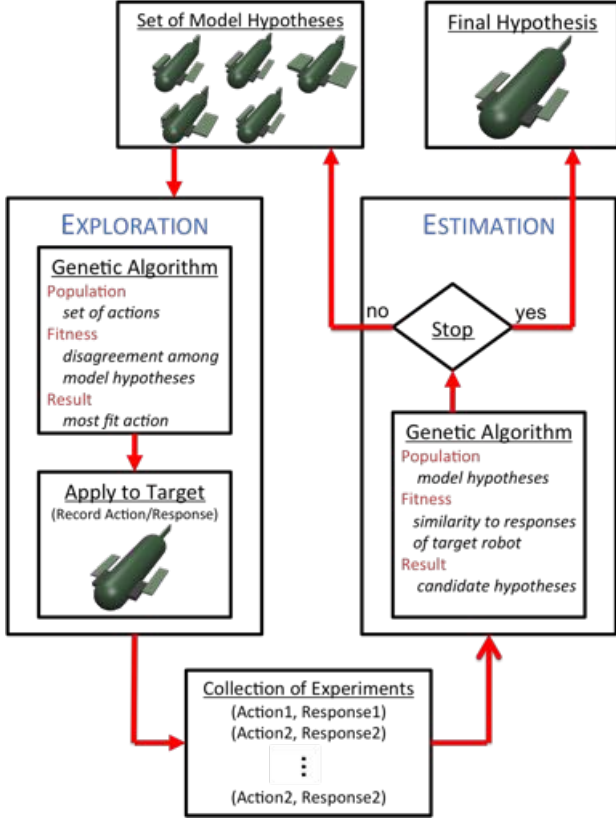 Set of Model Hypotheses
Final Hypothesis
EXPLORATION
Genetic Algorithm
Population
set of actions
Fitness
disagreement among
model hypotheses
Result
most fit action
Apply to Target
(Record Action/Response)
ESTIMATION
no
yes
Stop
Genetic Algorithm
Population
model hypotheses
Fitness
similarity to responses
of target robot
Result
candidate hypotheses
Collection of Experiments
(Action1, Response1)
(Action2, Response2)
⋮
(Action2, Response2)